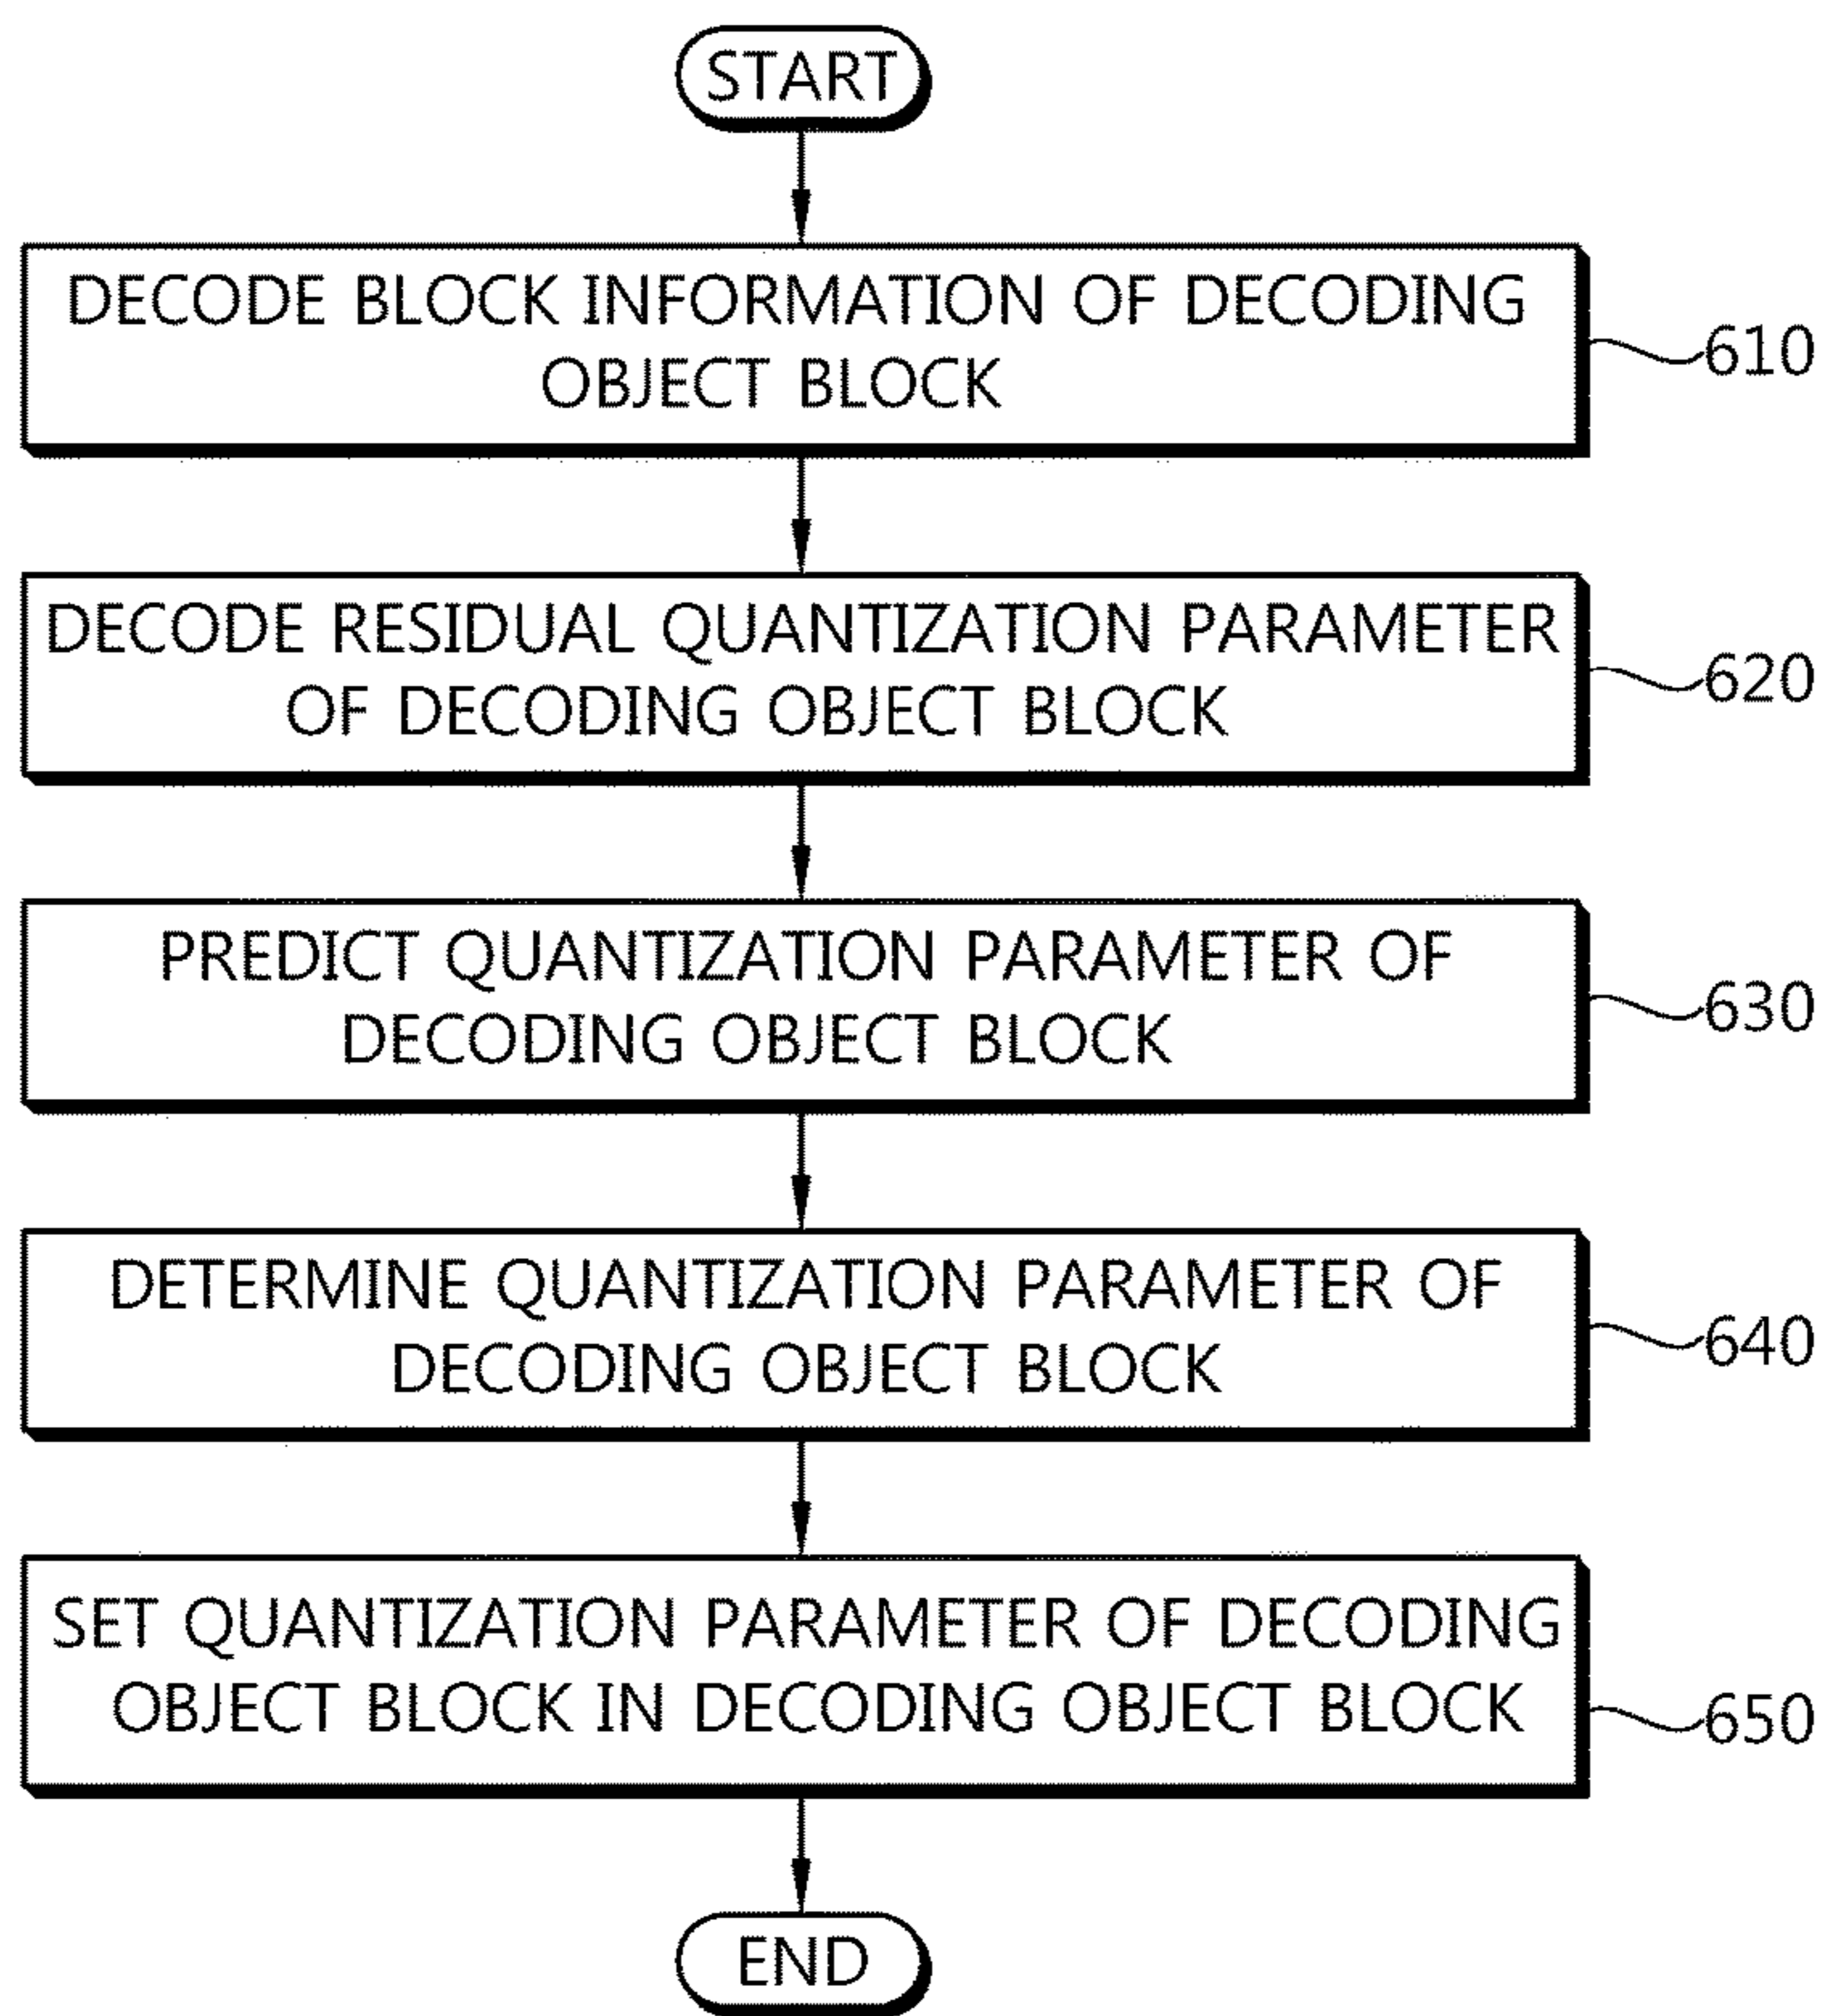 START
DECODE BLOCK INFORMATION OF DECODING
OBJECT BLOCK
610
DECODE RESIDUAL QUANTIZATION PARAMETER
OF DECODING OBJECT BLOCK
620
PREDICT QUANTIZATION PARAMETER OF
DECODING OBJECT BLOCK
630
DETERMINE QUANTIZATION PARAMETER OF
DECODING OBJECT BLOCK
640
SET QUANTIZATION PARAMETER OF DECODING
OBJECT BLOCK IN DECODING OBJECT BLOCK
650
END